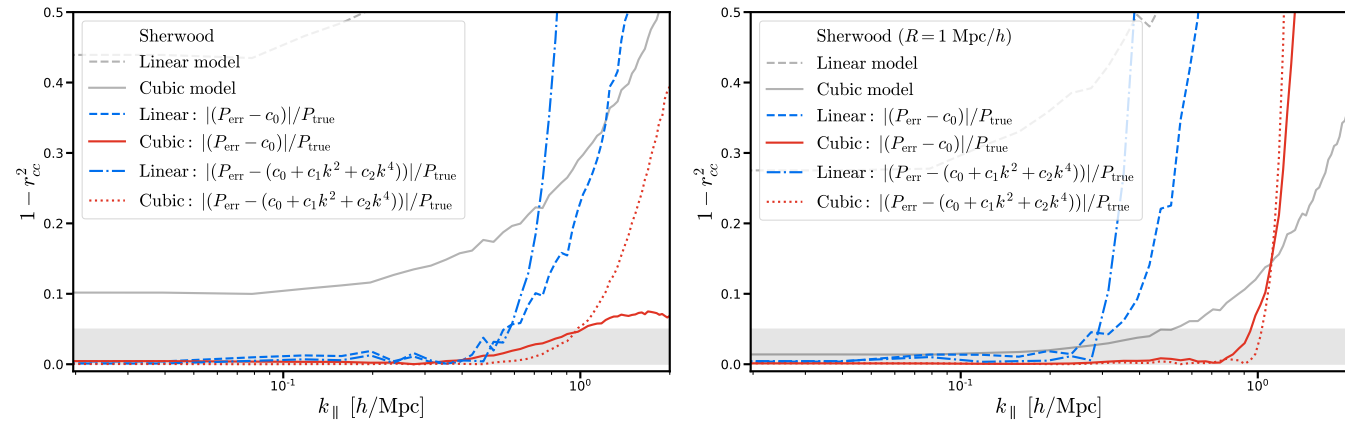 0.5
0.4
0.3
0.2
0.1
0.0
1 − r²cc
10⁻¹
10⁰
k∥ [h/Mpc]
Sherwood
Linear model
Cubic model
Linear: |(Perr − c0)|/Ptrue
Cubic: |(Perr − c0)|/Ptrue
Linear: |(Perr − (c0 + c1k² + c2k⁴))|/Ptrue
Cubic: |(Perr − (c0 + c1k² + c2k⁴))|/Ptrue
0.5
0.4
0.3
0.2
0.1
0.0
1 − r²cc
10⁻¹
10⁰
k∥ [h/Mpc]
Sherwood (R = 1 Mpc/h)
Linear model
Cubic model
Linear: |(Perr − c0)|/Ptrue
Cubic: |(Perr − c0)|/Ptrue
Linear: |(Perr − (c0 + c1k² + c2k⁴))|/Ptrue
Cubic: |(Perr − (c0 + c1k² + c2k⁴))|/Ptrue